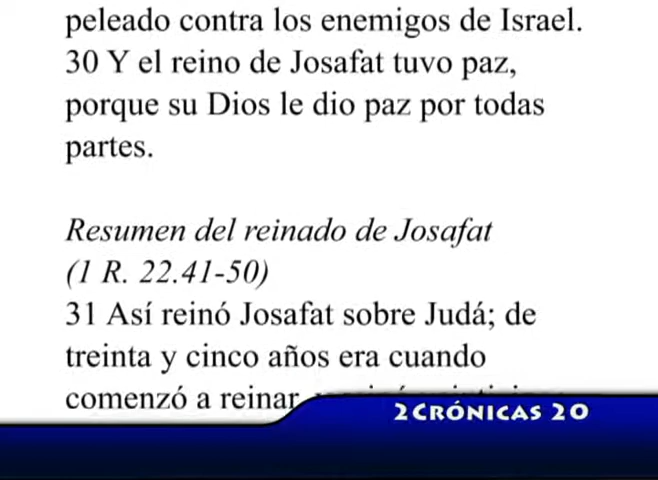 peleado contra los enemigos de Israel.
30 Y el reino de Josafat tuvo paz,
porque su Dios le dio paz por todas
partes.
Resumen del reinado de Josafat
(1 R. 22.41-50)
31 Así reinó Josafat sobre Judá; de
treinta y cinco años era cuando
comenzó a reinar
2CRÓNICAS 20